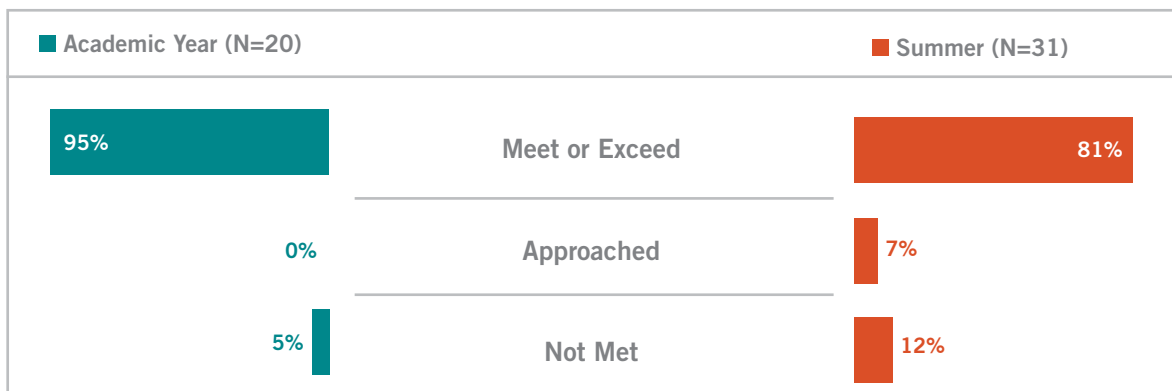 Academic Year (N=20)
Summer (N=31)
95%
Meet or Exceed
81%
0%
Approached
7%
5%
Not Met
12%